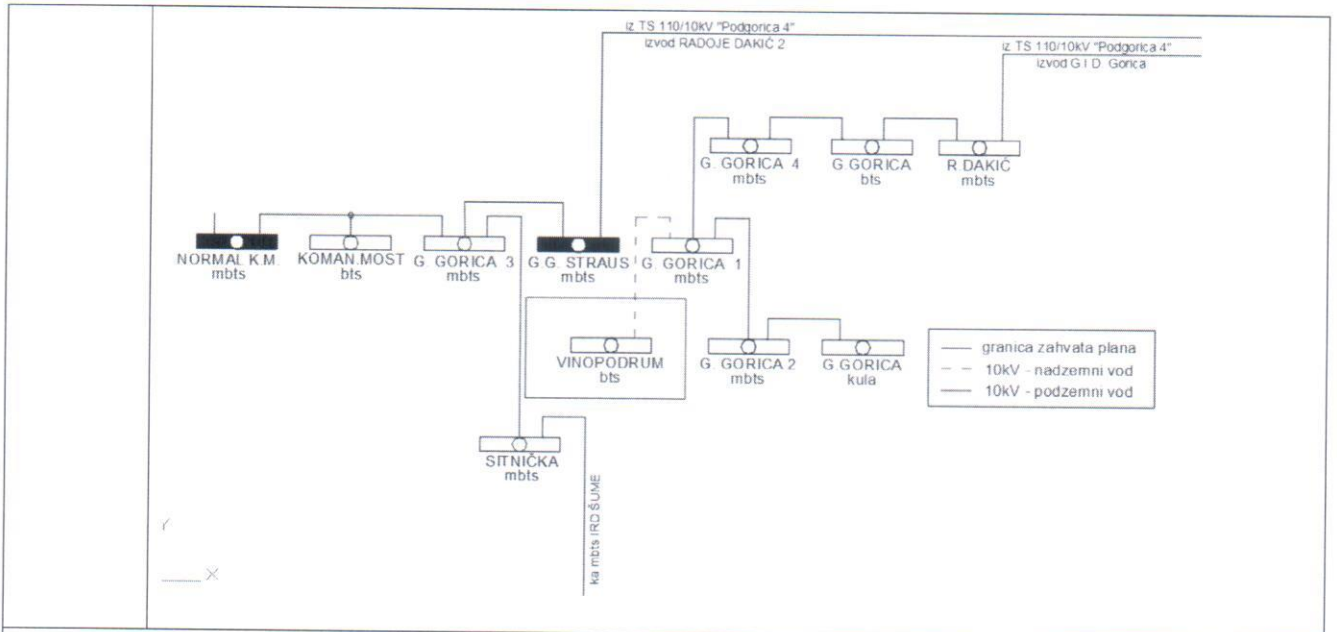 iz TS 110/10kV "Podgorica 4"
izvod RADOJE DAKIĆ 2
iz TS 110/10kV "Podgorica 4"
izvod G I D Gorica
G. GORICA 4
mbts
G.GORICA
bts
R.DAKIĆ
mbts
NORMAL K.M.
mbts
KOMAN.MOST
bts
G. GORICA 3
mbts
G.G. STRAUS
mbts
G. GORICA 1
mbts
VINOPODRUM
bts
G. GORICA 2
mbts
G.GORICA
kula
granica zahvata plana
10kV - nadzemni vod
10kV - podzemni vod
SITNIČKA
mbts
ka mbts IRD ŠUME
Y
X